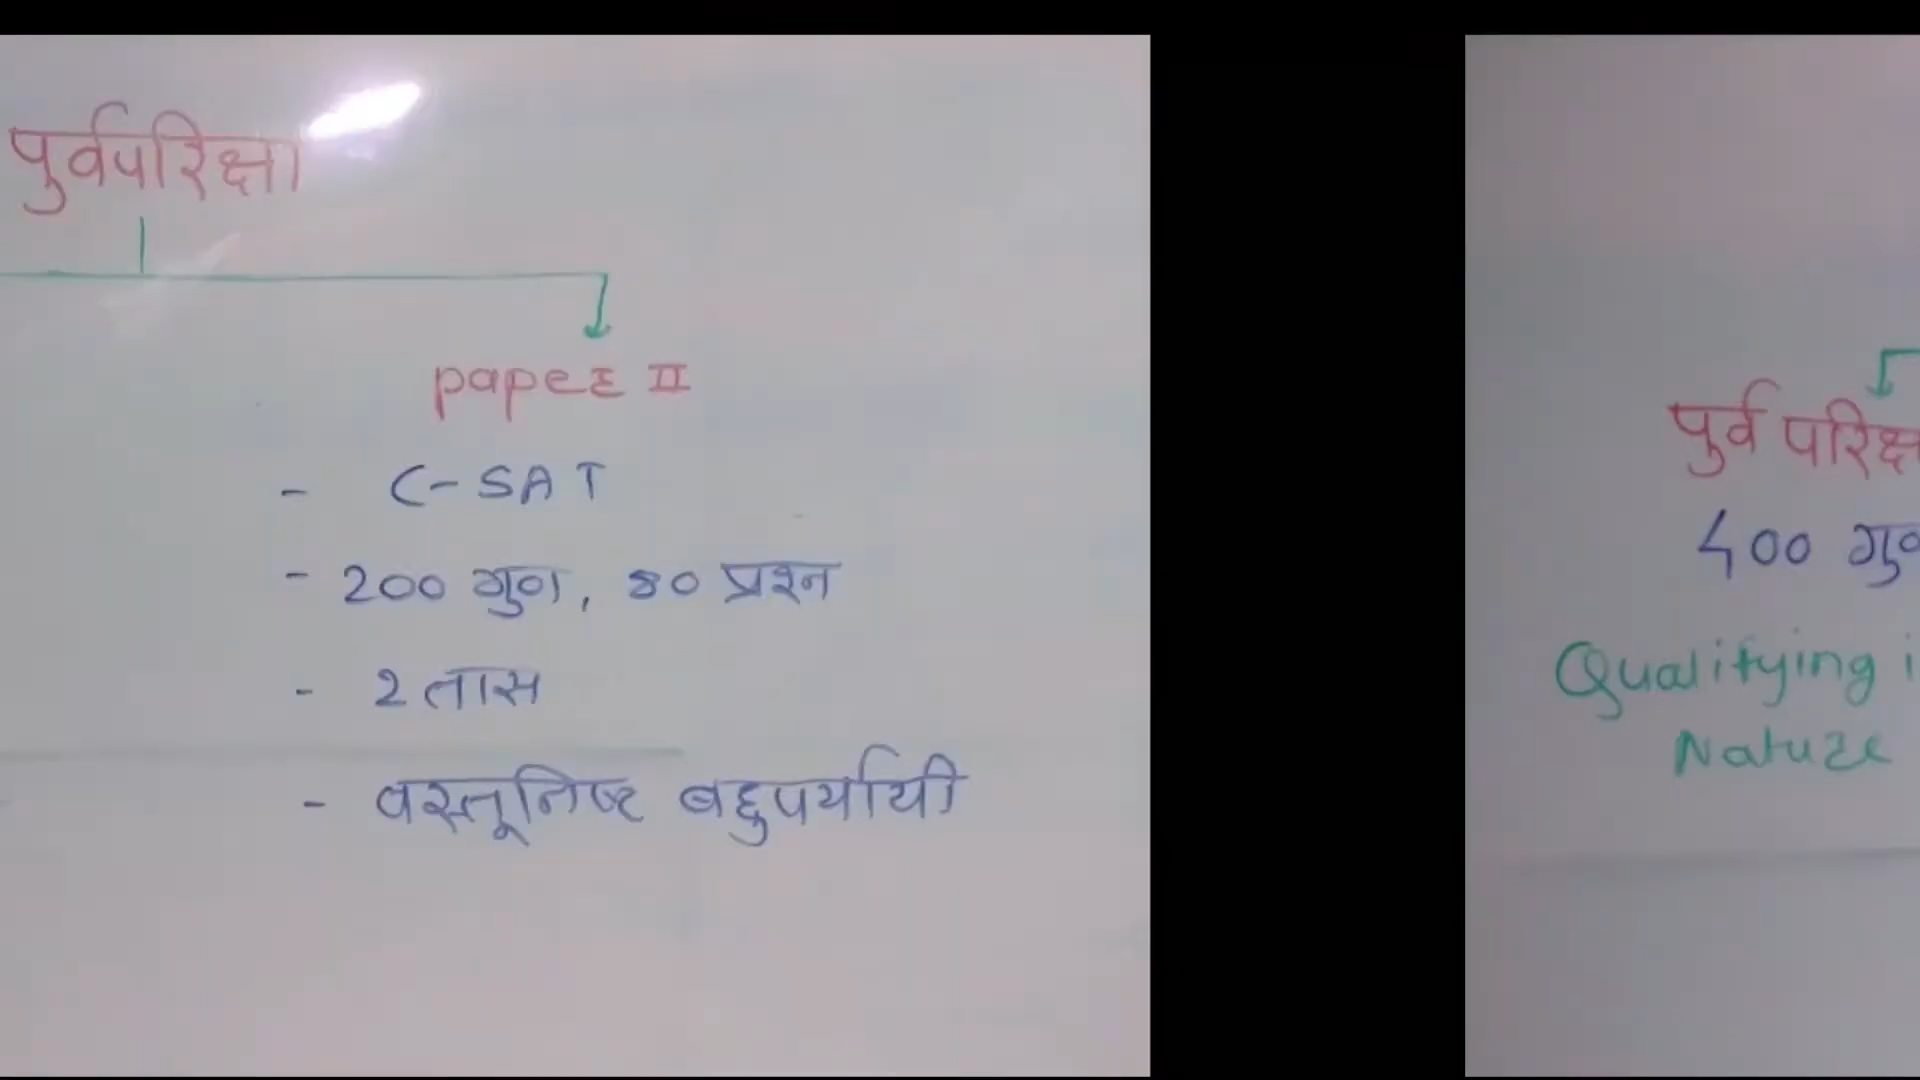 पुर्वपरिक्षा
paper II
- C-SAT
- 200 गुण, 80 प्रश्न
- 2 तास
- वस्तूनिष्ट बहुपर्यायी
पुर्व परिक्ष
400 गु
Qualifying i
Nature